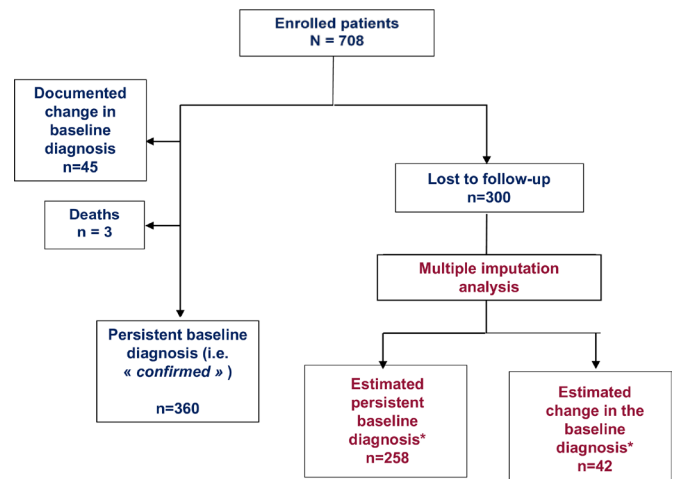 Enrolled patients
N = 708
Documented
change in
baseline
diagnosis
n=45
Lost to follow-up
n=300
Deaths
n = 3
Multiple imputation
analysis
Persistent baseline
diagnosis (i.e.
« confirmed » )
n=360
Estimated
persistent
baseline
diagnosis*
n=258
Estimated
change in the
baseline
diagnosis*
n=42